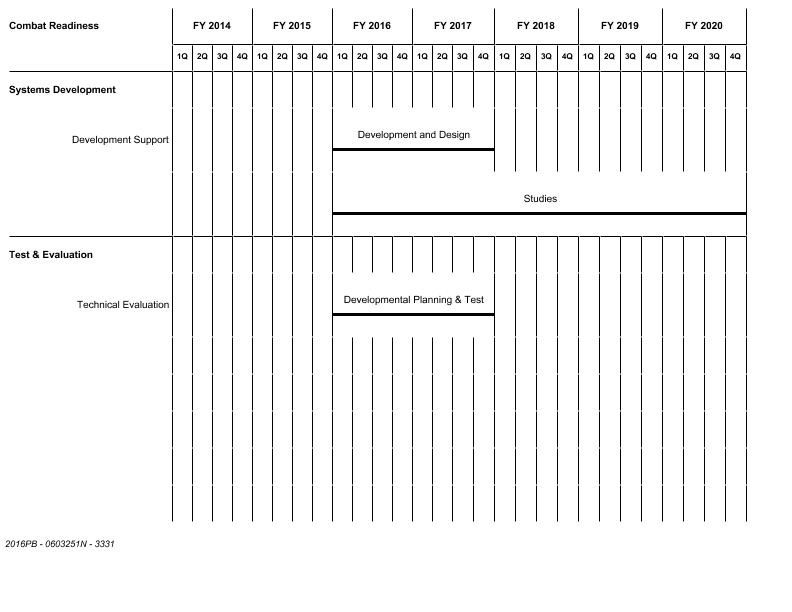 Combat Readiness FY 2014 FY 2015 FY 2016 FY 2017 FY 2018 FY 2019 FY 2020
1Q 2Q 3Q 4Q 1Q 2Q 3Q 4Q 1Q 2Q 3Q 4Q 1Q 2Q 3Q 4Q 1Q 2Q 3Q 4Q 1Q 2Q 3Q 4Q 1Q 2Q 3Q 4Q
Systems Development
Development and Design
Development Support
Studies
Test & Evaluation
Developmental Planning & Test
Technical Evaluation
2016PB - 0603251N - 3331